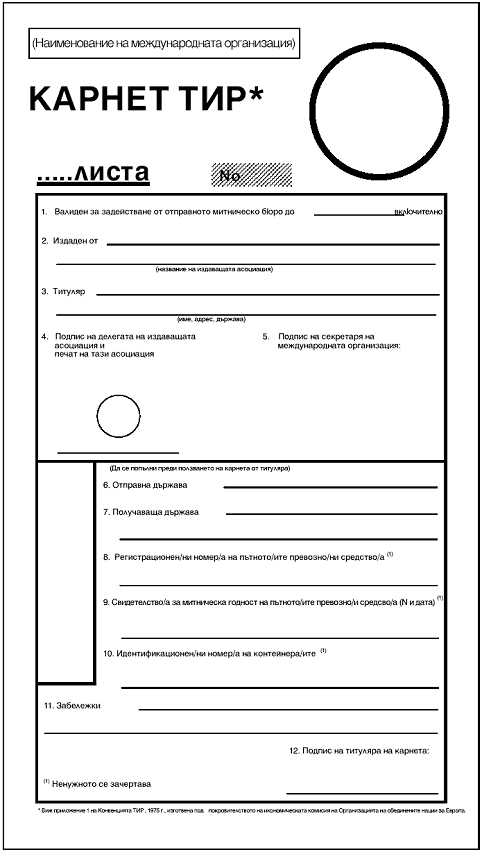 (Наименование на международната организация)
КАРНЕТ ТИР*
.....листа
No
1. Валиден за задействие от отправното митническо бюро до включително
2. Издаден от
(название на издаващата асоциация)
3. Титуляр
(име, адрес, държава)
4. Подпис на делегата на издаващата
асоциация и
печат на тази асоциация
5. Подпис на секретаря на
международната организация:
(Да се попълни преди ползването на карнета от титуляра)
6. Отправна държава
7. Получаваща държава
8. Регистрационен/ни номер/а на пътното/ите превозно/ни средство/а (1)
9. Свидетелство/а за митническа годност на пътното/ите превозно/и средсво/а (N и дата) (1)
10. Идентификационен/ни номер/а на контейнера/ите (1)
11. Забележки
12. Подпис на титуляра на карнета:
(1) Ненужното се зачертава
* Виж приложение 1 на Конвенцията ТИР, 1975 г., изготвена под покровителството на икономическата комисия на Организацията на обединените нации за Европа.